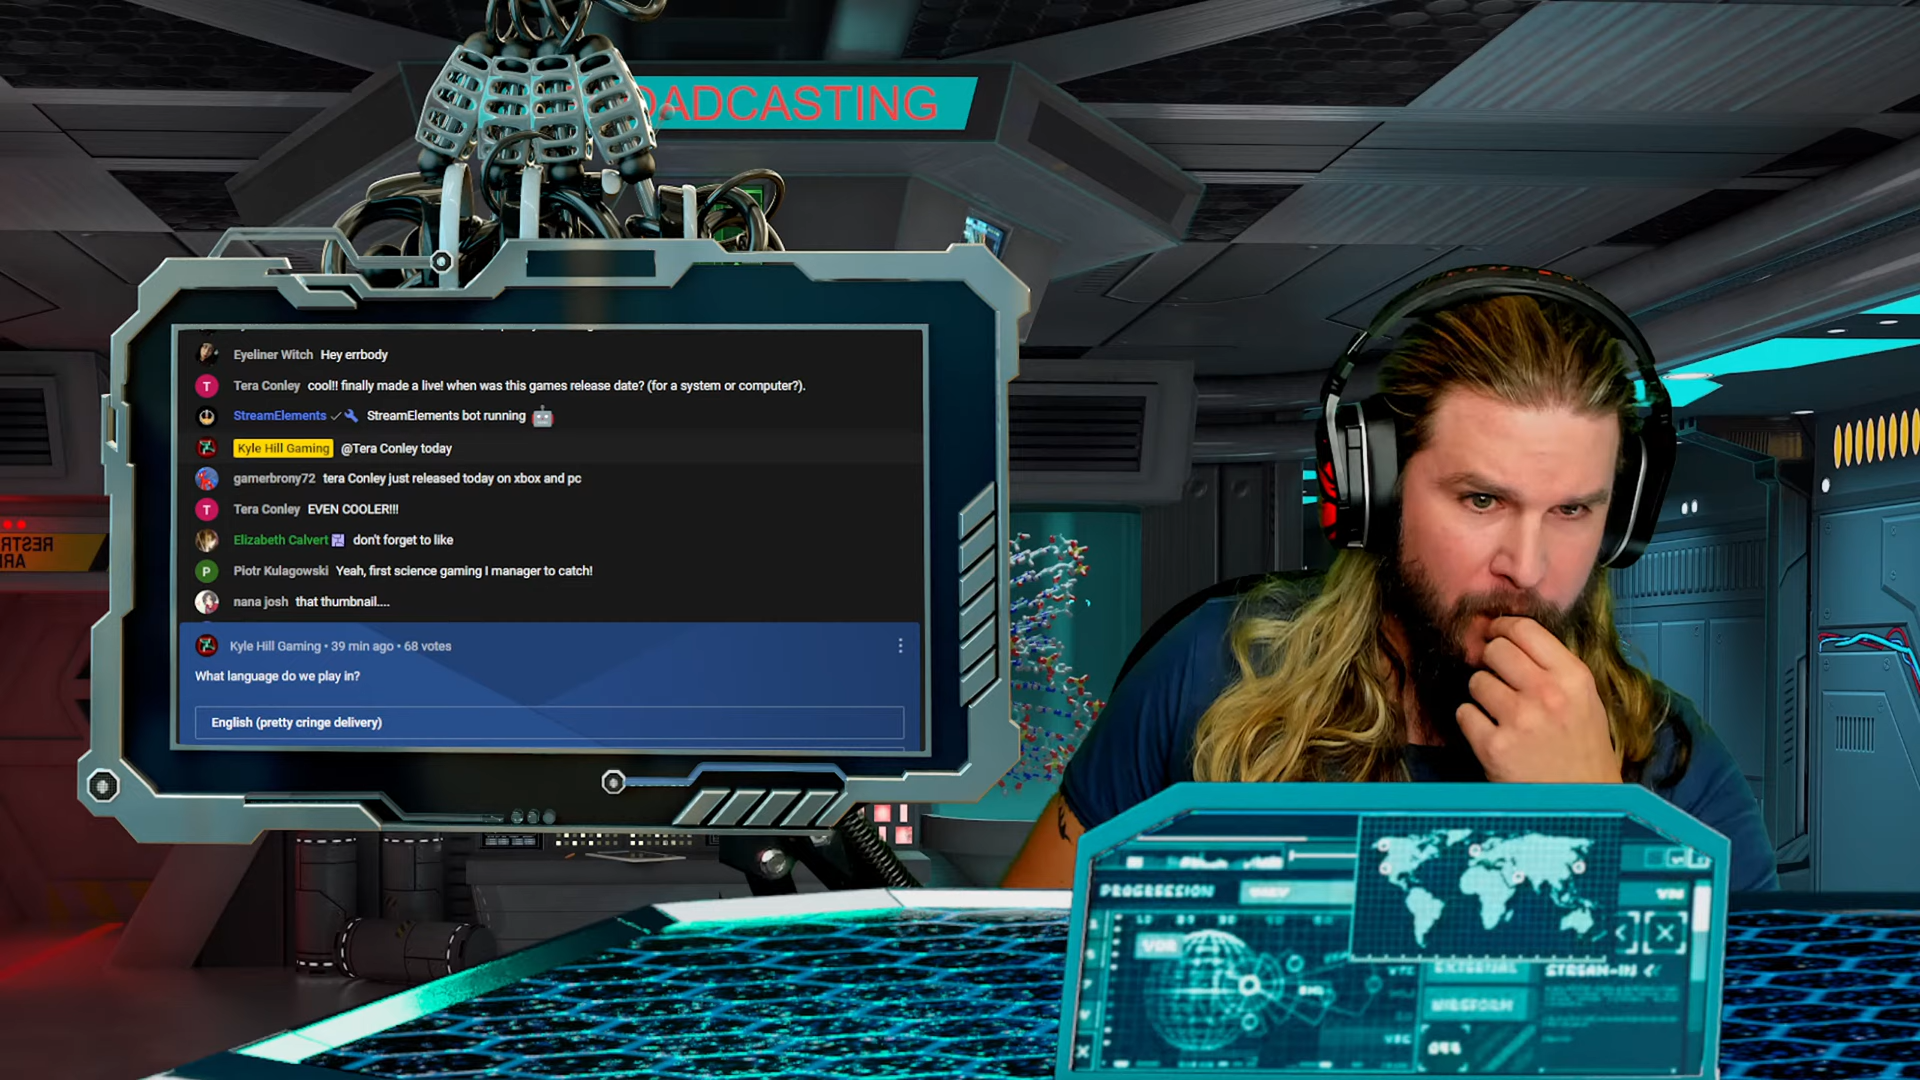 OADCASTING
Eyeliner Witch Hey errbody
T Tera Conley cool!! finally made a live! when was this games release date? (for a system or computer?).
StreamElements StreamElements bot running
Kyle Hill Gaming @Tera Conley today
gamerbrony72 tera Conley just released today on xbox and pc
T Tera Conley EVEN COOLER!!!
Elizabeth Calvert don't forget to like
P Piotr Kulagowski Yeah, first science gaming I manager to catch!
nana josh that thumbnail....
Kyle Hill Gaming • 39 min ago • 68 votes
What language do we play in?
English (pretty cringe delivery)
PROGRESSION
STREAM-IN